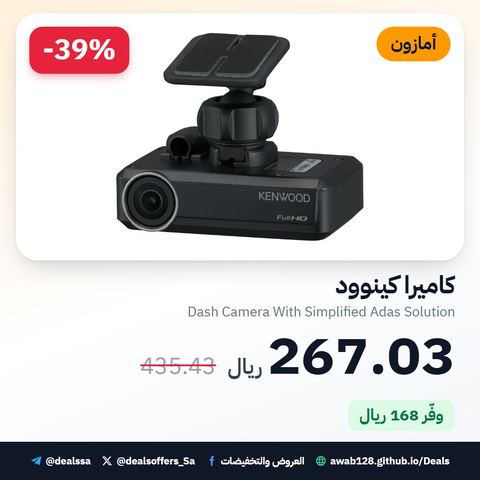 -39%
أمازون
KENWOOD
Full HD
كاميرا كينوود
Dash Camera With Simplified Adas Solution
267.03 ريال 435.43
وفّر 168 ريال
@dealssa @dealsoffers_Sa العروض والتخفيضات awab128.github.io/Deals